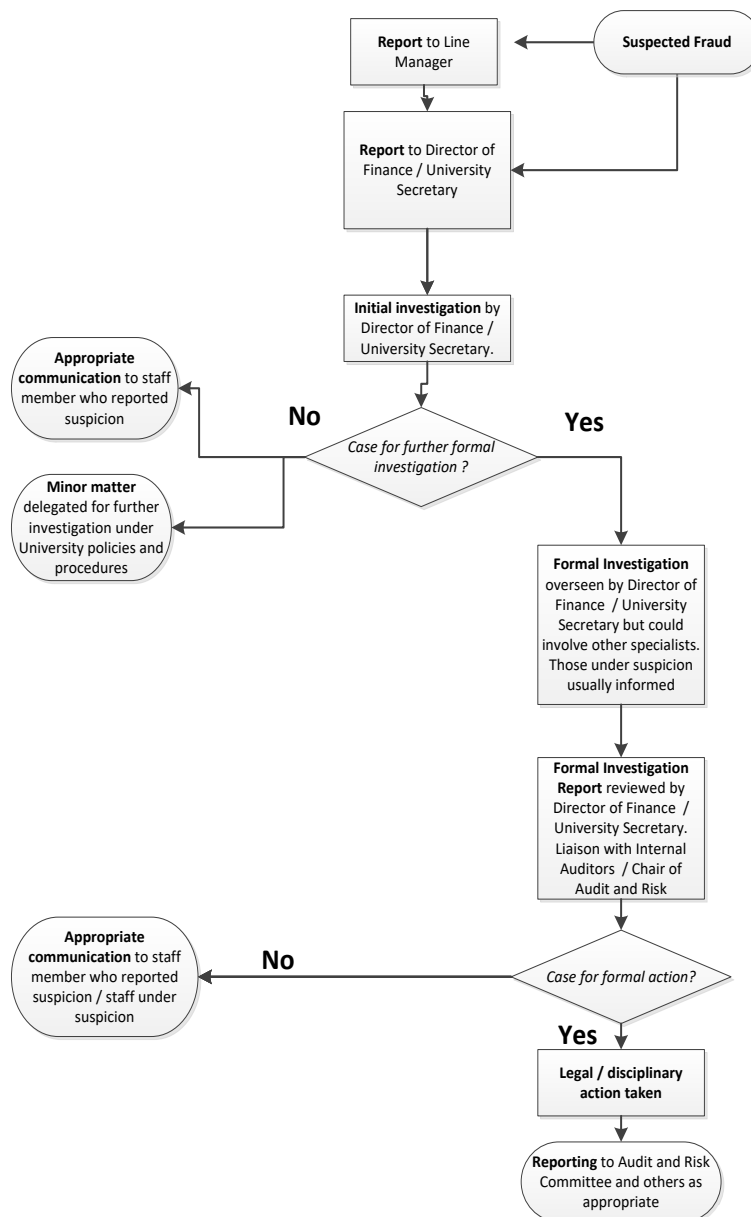 Suspected Fraud
Report to Line
Manager
Report to Director of
Finance / University
Secretary
Initial investigation by
Director of Finance /
University Secretary.
Appropriate
communication to staff
member who reported
suspicion
No
Yes
Case for further formal
investigation ?
Minor matter
delegated for further
investigation under
University policies and
procedures
Formal Investigation
overseen by Director of
Finance / University
Secretary but could
involve other specialists.
Those under suspicion
usually informed
Formal Investigation
Report reviewed by
Director of Finance /
University Secretary.
Liaison with Internal
Auditors / Chair of
Audit and Risk
Appropriate
communication to staff
member who reported
suspicion / staff under
suspicion
No
Case for formal action?
Yes
Legal / disciplinary
action taken
Reporting to Audit and Risk
Committee and others as
appropriate